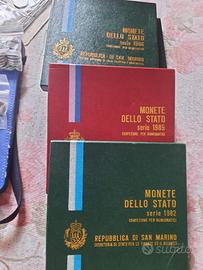 MONETE
DELLO STATO
serie 1986
REPUBBLICA DI SAN MARINO
MONETE
DELLO STATO
serie 1985
CONFEZIONE PER NUMISMATICI
MONETE
DELLO STATO
serie 1982
CONFEZIONE PER NUMISMATICI
REPUBBLICA DI SAN MARINO